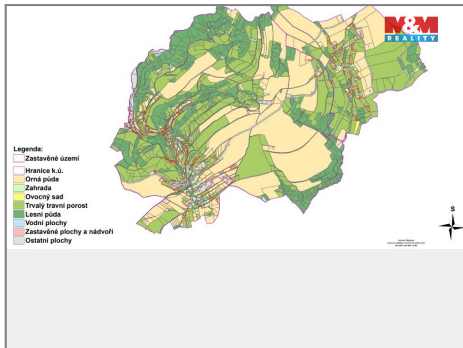 M&M
REALITY
Legenda:
Zastavěné území
Hranice k.ú.
Orná půda
Zahrada
Ovocný sad
Trvalý travní porost
Lesní půda
Vodní plochy
Zastavěné plochy a nádvoří
Ostatní plochy
S